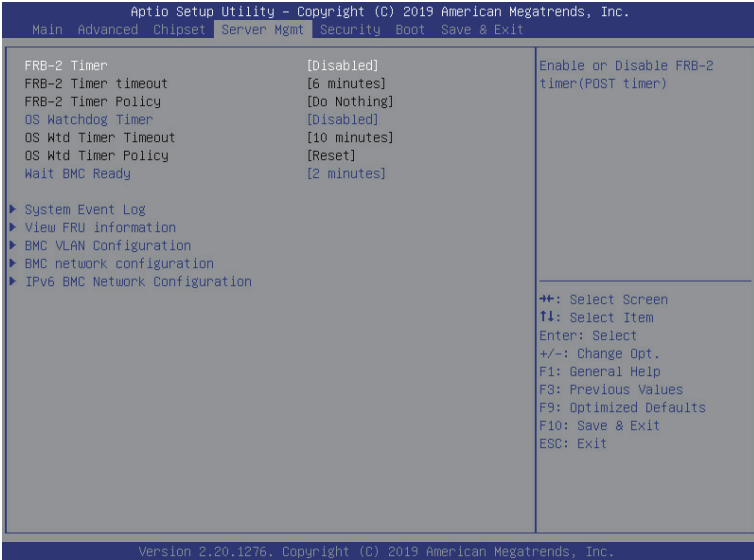 Aptio Setup Utility – Copyright (C) 2019 American Megatrends, Inc.
Main Advanced Chipset Server Mgmt Security Boot Save & Exit
FRB-2 Timer [Disabled]
FRB-2 Timer timeout [6 minutes]
FRB-2 Timer Policy [Do Nothing]
OS Watchdog Timer [Disabled]
OS Wtd Timer Timeout [10 minutes]
OS Wtd Timer Policy [Reset]
Wait BMC Ready [2 minutes]
System Event Log
View FRU information
BMC VLAN Configuration
BMC network configuration
IPv6 BMC Network Configuration
Enable or Disable FRB-2
timer(POST timer)
→←: Select Screen
↑↓: Select Item
Enter: Select
+/-: Change Opt.
F1: General Help
F3: Previous Values
F9: Optimized Defaults
F10: Save & Exit
ESC: Exit
Version 2.20.1276. Copyright (C) 2019 American Megatrends, Inc.